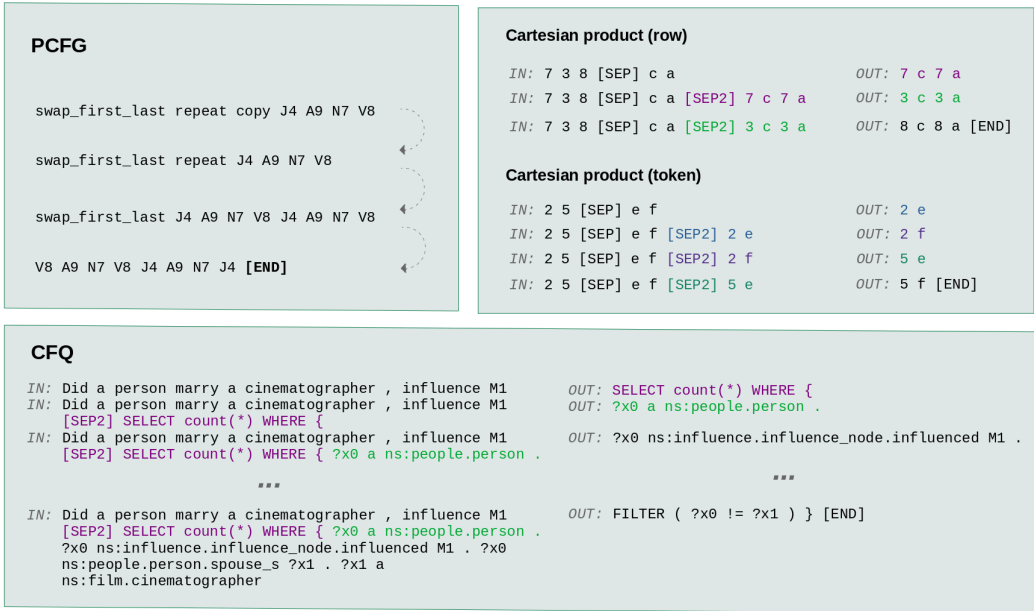 PCFG
swap_first_last repeat copy J4 A9 N7 V8
swap_first_last repeat J4 A9 N7 V8
swap_first_last J4 A9 N7 V8 J4 A9 N7 V8
V8 A9 N7 V8 J4 A9 N7 J4 [END]
Cartesian product (row)
IN: 7 3 8 [SEP] c a OUT: 7 c 7 a
IN: 7 3 8 [SEP] c a [SEP2] 7 c 7 a OUT: 3 c 3 a
IN: 7 3 8 [SEP] c a [SEP2] 3 c 3 a OUT: 8 c 8 a [END]
Cartesian product (token)
IN: 2 5 [SEP] e f OUT: 2 e
IN: 2 5 [SEP] e f [SEP2] 2 e OUT: 2 f
IN: 2 5 [SEP] e f [SEP2] 2 f OUT: 5 e
IN: 2 5 [SEP] e f [SEP2] 5 e OUT: 5 f [END]
CFQ
IN: Did a person marry a cinematographer , influence M1 OUT: SELECT count(*) WHERE {
IN: Did a person marry a cinematographer , influence M1 OUT: ?x0 a ns:people.person .
[SEP2] SELECT count(*) WHERE {
IN: Did a person marry a cinematographer , influence M1 OUT: ?x0 ns:influence.influence_node.influenced M1 .
[SEP2] SELECT count(*) WHERE { ?x0 a ns:people.person .
... ...
IN: Did a person marry a cinematographer , influence M1 OUT: FILTER ( ?x0 != ?x1 ) } [END]
[SEP2] SELECT count(*) WHERE { ?x0 a ns:people.person .
?x0 ns:influence.influence_node.influenced M1 . ?x0
ns:people.person.spouse_s ?x1 . ?x1 a
ns:film.cinematographer